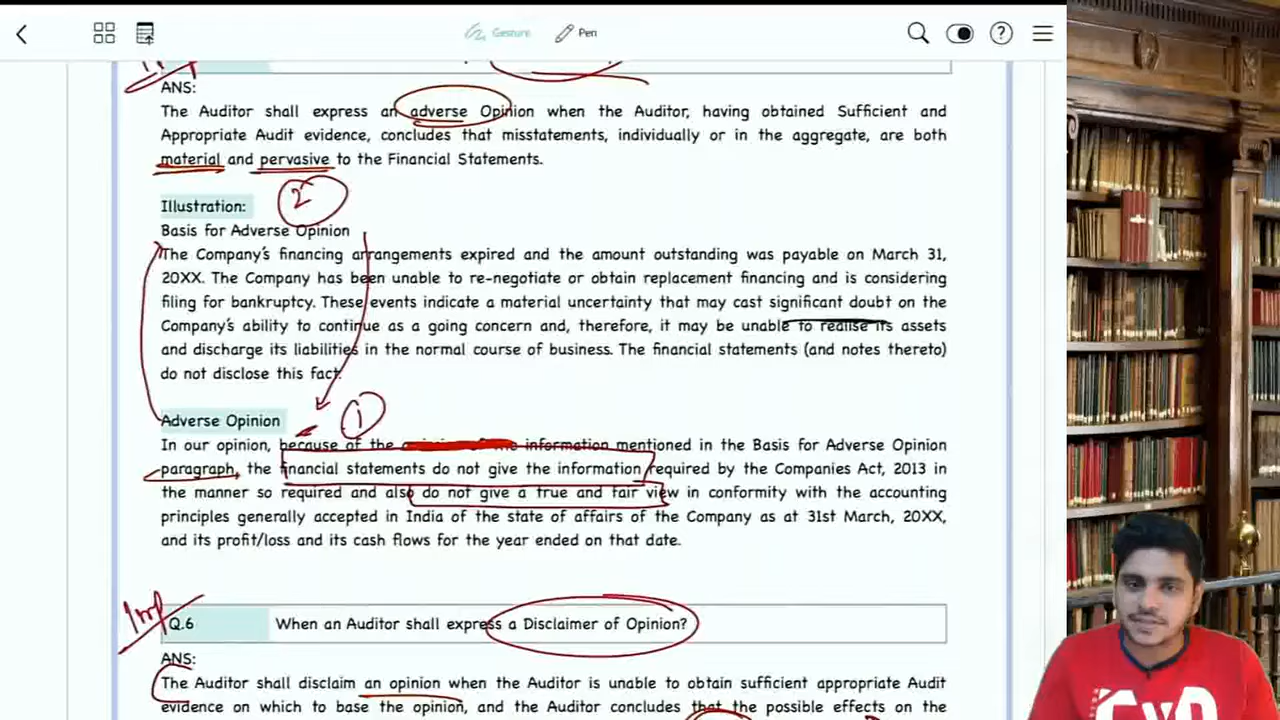 Gesture
Pen
?
ANS:
The Auditor shall express an adverse Opinion when the Auditor, having obtained Sufficient and
Appropriate Audit evidence, concludes that misstatements, individually or in the aggregate, are both
material and pervasive to the Financial Statements.
2
Illustration:
Basis for Adverse Opinion
The Company's financing arrangements expired and the amount outstanding was payable on March 31,
20XX. The Company has been unable to re-negotiate or obtain replacement financing and is considering
filing for bankruptcy. These events indicate a material uncertainty that may cast significant doubt on the
Company's ability to continue as a going concern and, therefore, it may be unable to realise its assets
and discharge its liabilities in the normal course of business. The financial statements (and notes thereto)
do not disclose this fact.
1
Adverse Opinion
In our opinion, because of the information mentioned in the Basis for Adverse Opinion
paragraph, the financial statements do not give the information required by the Companies Act, 2013 in
the manner so required and also do not give a true and fair view in conformity with the accounting
principles generally accepted in India of the state of affairs of the Company as at 31st March, 20XX,
and its profit/loss and its cash flows for the year ended on that date.
Imp
Q.6 When an Auditor shall express a Disclaimer of Opinion?
ANS:
The Auditor shall disclaim an opinion when the Auditor is unable to obtain sufficient appropriate Audit
evidence on which to base the opinion, and the Auditor concludes that the possible effects on the